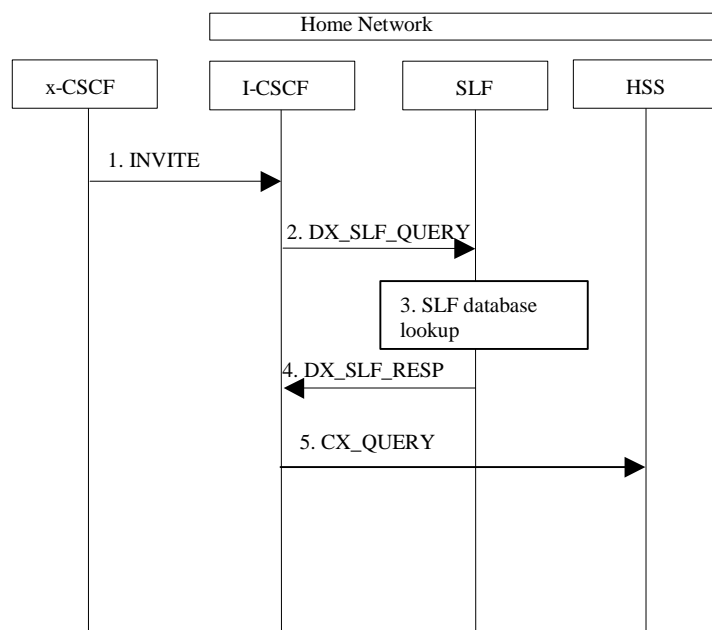 Home Network
x-CSCF
I-CSCF
SLF
HSS
1. INVITE
2. DX_SLF_QUERY
3. SLF database
lookup
4. DX_SLF_RESP
5. CX_QUERY